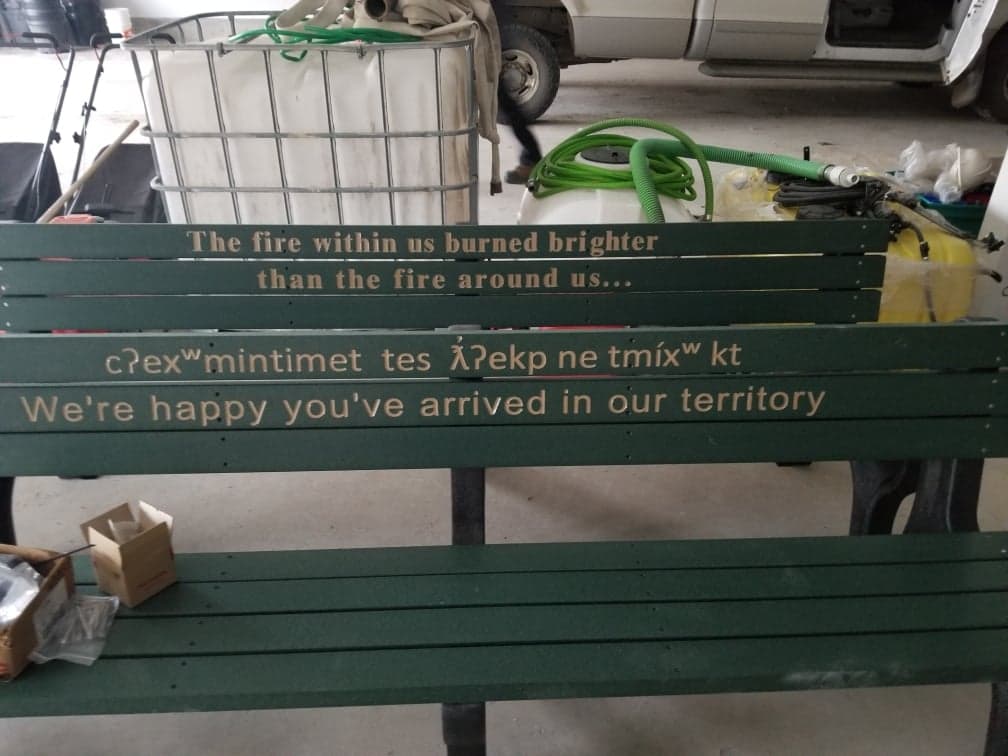 The fire within us burned brighter
than the fire around us...
cʔexʷmintimet tes ƛ̓ʔekp ne tmíxʷ kt
We're happy you've arrived in our territory